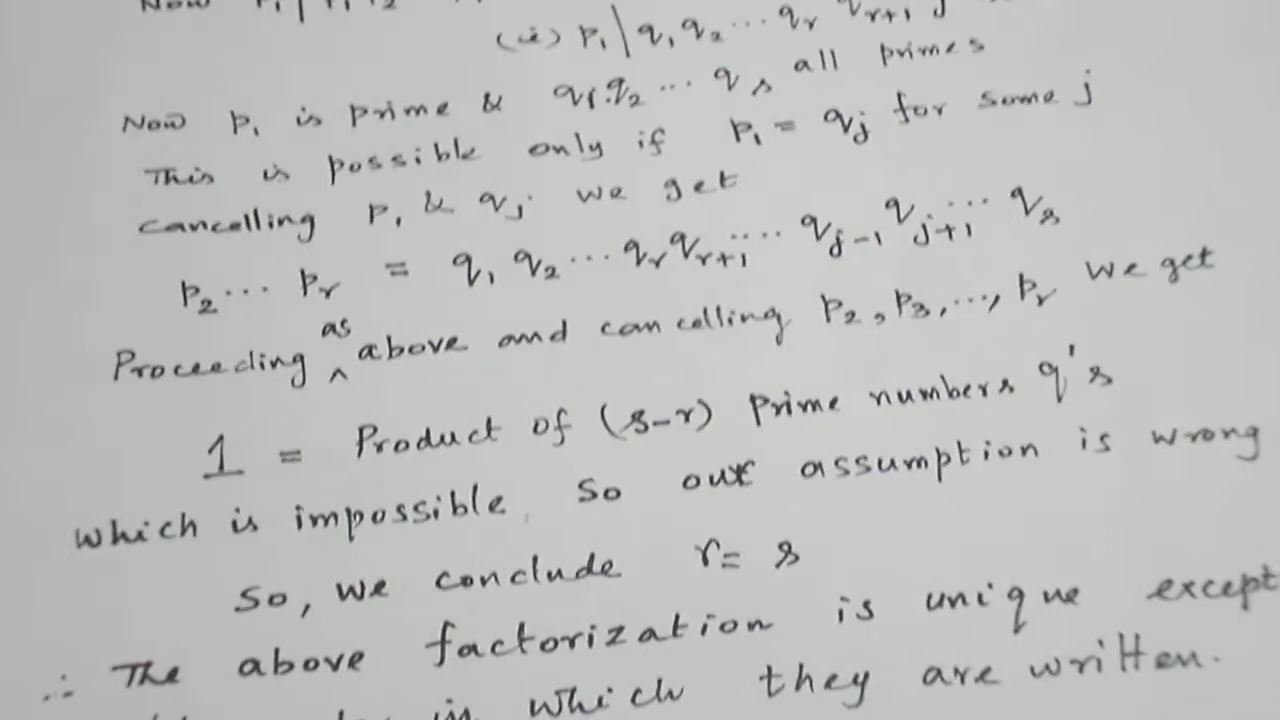 Now
(ie) p₁ | q₁ q₂ ... qᵣ qᵣ₊₁
Now p₁ is prime & q₁.q₂ ... qₛ all primes
This is possible only if p₁ = qⱼ for some j
cancelling p₁ & qⱼ. we get
p₂ ... pᵣ = q₁ q₂ ... qᵣ qᵣ₊₁ .... qⱼ₋₁ qⱼ₊₁ ... qₛ
Proceeding as above and cancelling p₂, p₃, ..., pᵣ we get
1 = Product of (s-r) prime numbers q's
which is impossible. So our assumption is wrong
So, we conclude r = s
∴ The above factorization is unique except
in which they are written.